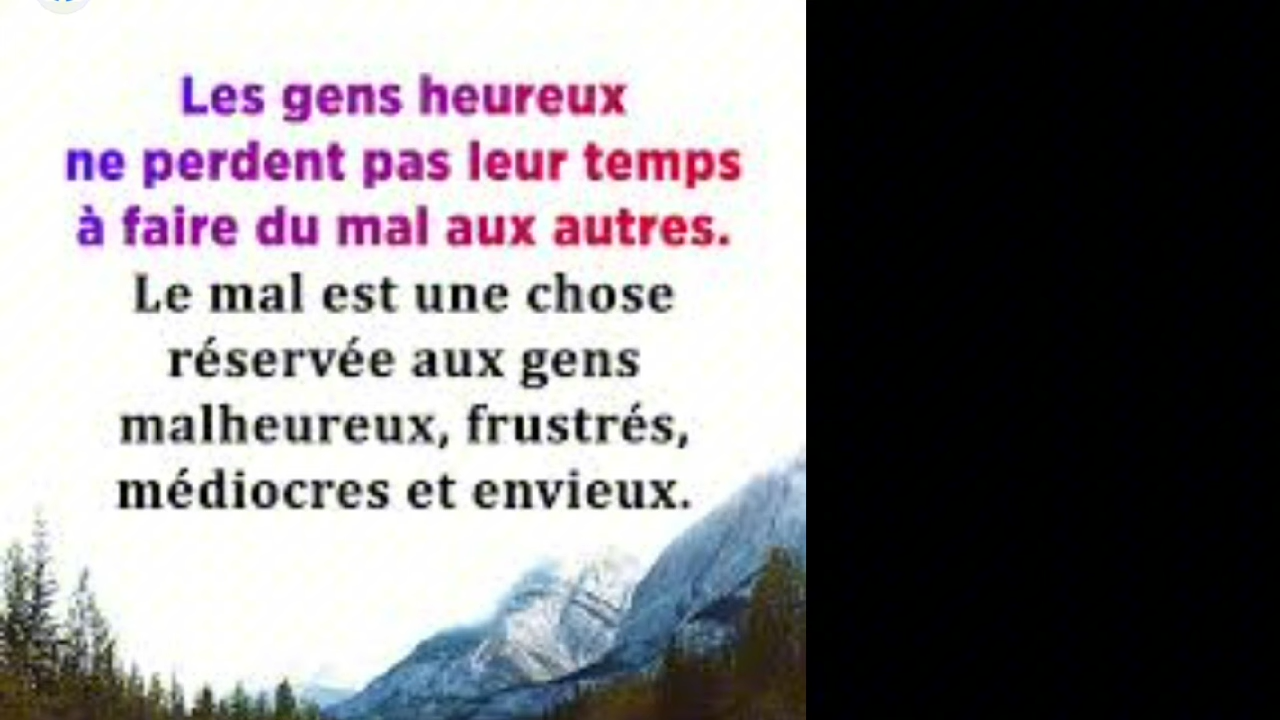 Les gens heureux
ne perdent pas leur temps
à faire du mal aux autres.
Le mal est une chose
réservée aux gens
malheureux, frustrés,
médiocres et envieux.